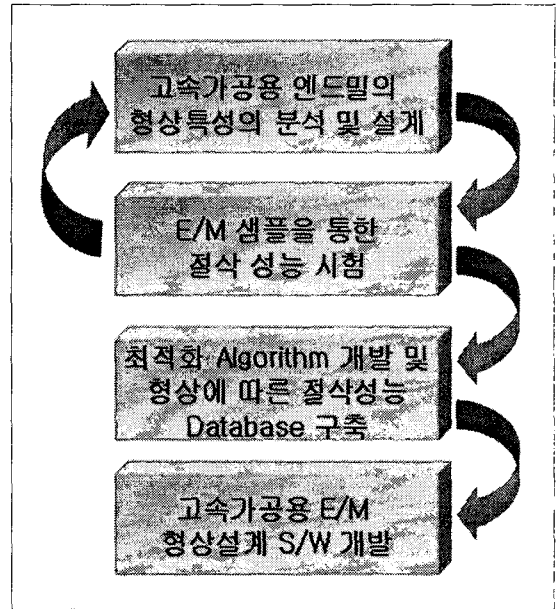 고속가공용 엔드밀의
형상특성의 분석 및 설계
E/M 샘플을 통한
절삭 성능 시험
최적화 Algorithm 개발 및
형상에 따른 절삭성능
Database 구축
고속가공용 E/M
형상설계 S/W 개발